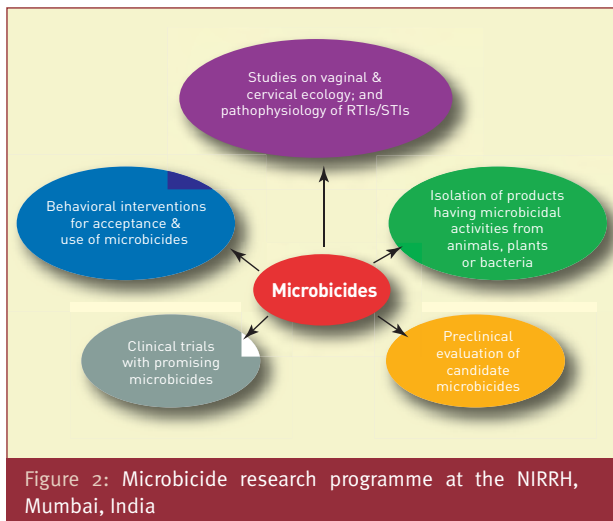 Studies on vaginal &
cervical ecology; and
pathophysiology of RTIs/STIs
Behavioral interventions
for acceptance &
use of microbicides
Isolation of products
having microbicidal
activities from
animals, plants
or bacteria
Microbicides
Clinical trials
with promising
microbicides
Preclinical
evaluation of
candidate
microbicides
Figure 2: Microbicide research programme at the NIRRH,
Mumbai, India